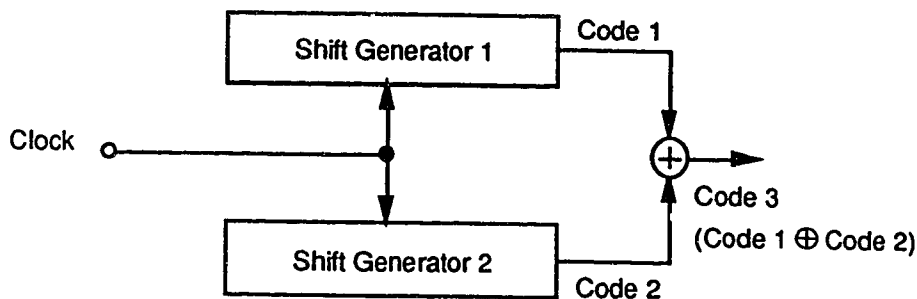 Code 1
Shift Generator 1
Clock
Code 3
(Code 1 ⊕ Code 2)
Shift Generator 2
Code 2